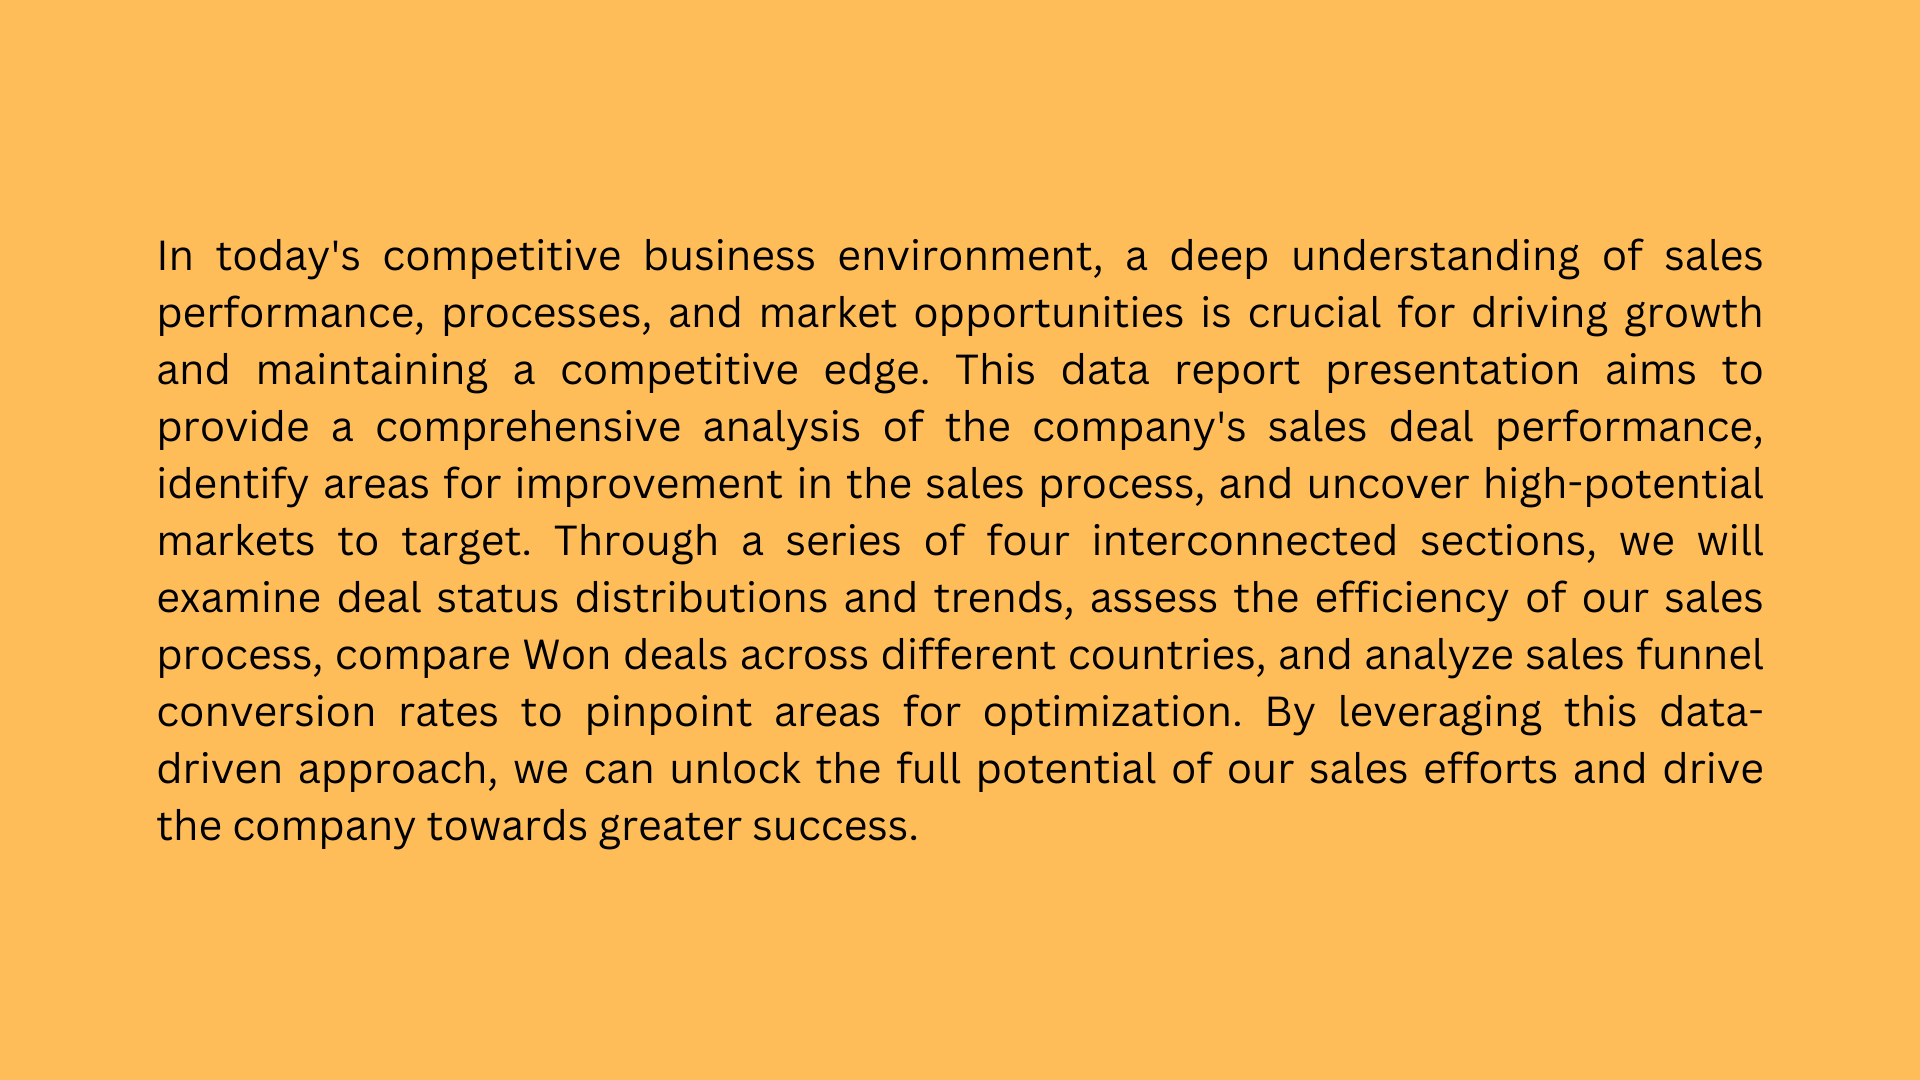 In today's competitive business environment, a deep understanding of sales
performance, processes, and market opportunities is crucial for driving growth
and maintaining a competitive edge. This data report presentation aims to
provide a comprehensive analysis of the company's sales deal performance,
identify areas for improvement in the sales process, and uncover high-potential
markets to target. Through a series of four interconnected sections, we will
examine deal status distributions and trends, assess the efficiency of our sales
process, compare Won deals across different countries, and analyze sales funnel
conversion rates to pinpoint areas for optimization. By leveraging this data-
driven approach, we can unlock the full potential of our sales efforts and drive
the company towards greater success.